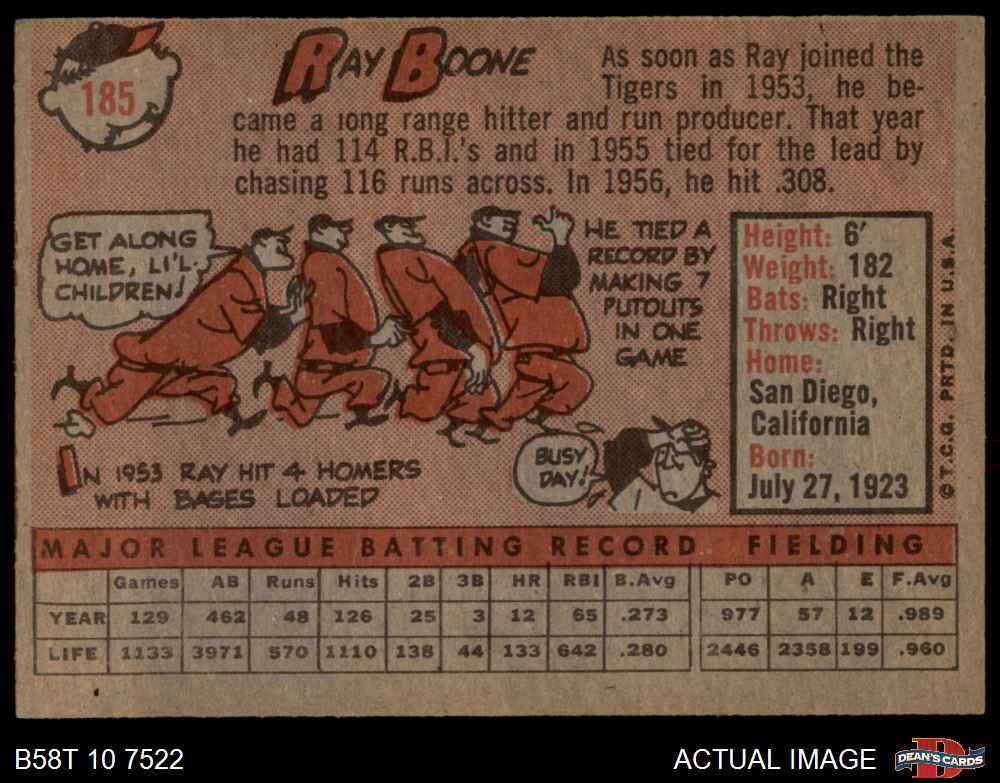 185
RAY BOONE
As soon as Ray joined the
Tigers in 1953, he be-
came a long range hitter and run producer. That year
he had 114 R.B.I.'s and in 1955 tied for the lead by
chasing 116 runs across. In 1956, he hit .308.
GET ALONG
HOME, LI'L
CHILDREN!
HE TIED A
RECORD BY
MAKING 7
PUTOUTS
IN ONE
GAME
Height: 6'
Weight: 182
Bats: Right
Throws: Right
Home:
San Diego,
California
Born:
July 27, 1923
© T.C.G. PRTD. IN U.S.A.
IN 1953 RAY HIT 4 HOMERS
WITH BASES LOADED
BUSY
DAY!
MAJOR LEAGUE BATTING RECORD FIELDING
Games AB Runs Hits 2B 3B HR RBI B.Avg PO A E F.Avg
YEAR 129 462 48 126 25 3 12 65 .273 977 57 12 .989
LIFE 1133 3971 570 1110 138 44 133 642 .280 2446 2358 199 .960
B58T 10 7522
ACTUAL IMAGE
D
DEAN'S CARDS